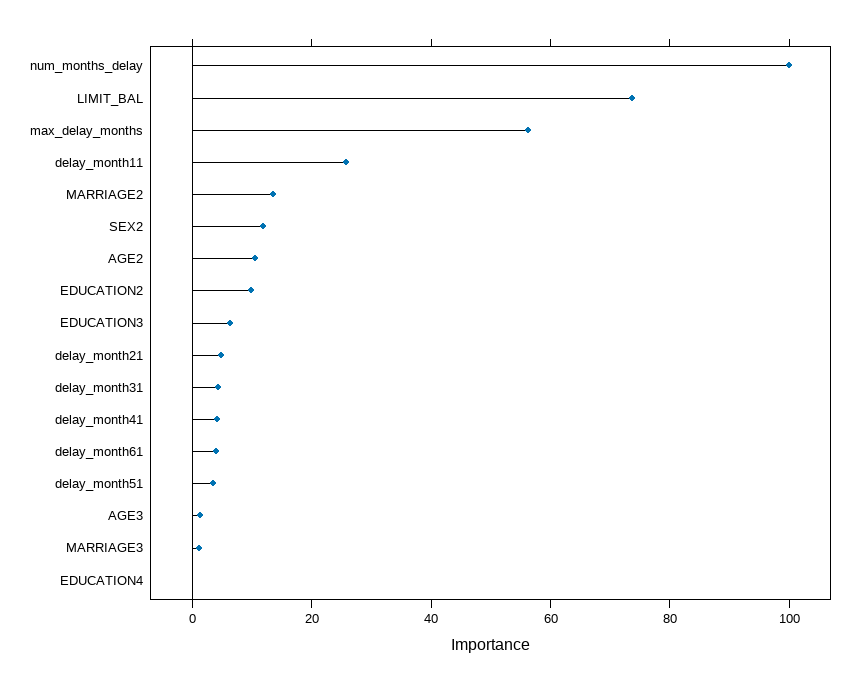 num_months_delay
LIMIT_BAL
max_delay_months
delay_month11
MARRIAGE2
SEX2
AGE2
EDUCATION2
EDUCATION3
delay_month21
delay_month31
delay_month41
delay_month61
delay_month51
AGE3
MARRIAGE3
EDUCATION4
0 20 40 60 80 100
Importance